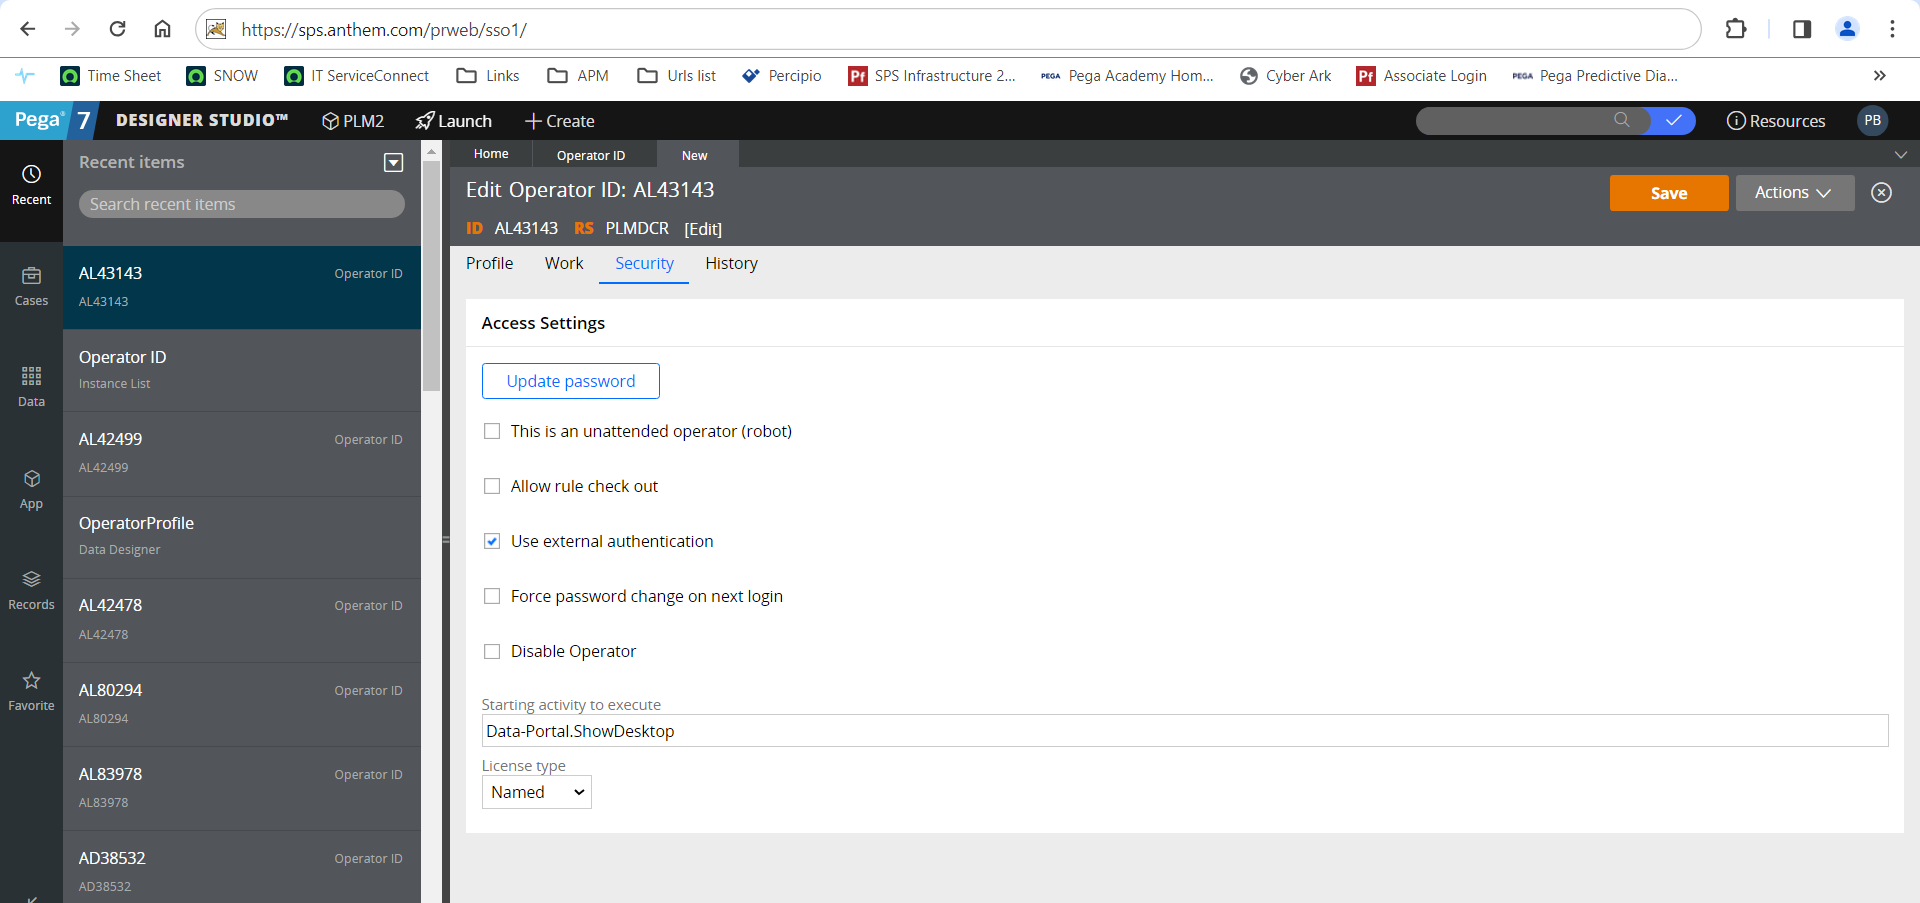 https://sps.anthem.com/prweb/sso1/
Time Sheet SNOW IT ServiceConnect Links APM Urls list Percipio Pf SPS Infrastructure 2... PEGA Pega Academy Hom... Cyber Ark Pf Associate Login PEGA Pega Predictive Dia... »
Pega® 7 DESIGNER STUDIO™ PLM2 Launch + Create Resources PB
Recent
Cases
Data
App
Records
Favorite
Recent items
Search recent items
AL43143 Operator ID
AL43143
Operator ID
Instance List
AL42499 Operator ID
AL42499
OperatorProfile
Data Designer
AL42478 Operator ID
AL42478
AL80294 Operator ID
AL80294
AL83978 Operator ID
AL83978
AD38532 Operator ID
AD38532
Home Operator ID New
Edit Operator ID: AL43143
Save Actions
ID AL43143 RS PLMDCR [Edit]
Profile Work Security History
Access Settings
Update password
This is an unattended operator (robot)
Allow rule check out
Use external authentication
Force password change on next login
Disable Operator
Starting activity to execute
Data-Portal.ShowDesktop
License type
Named